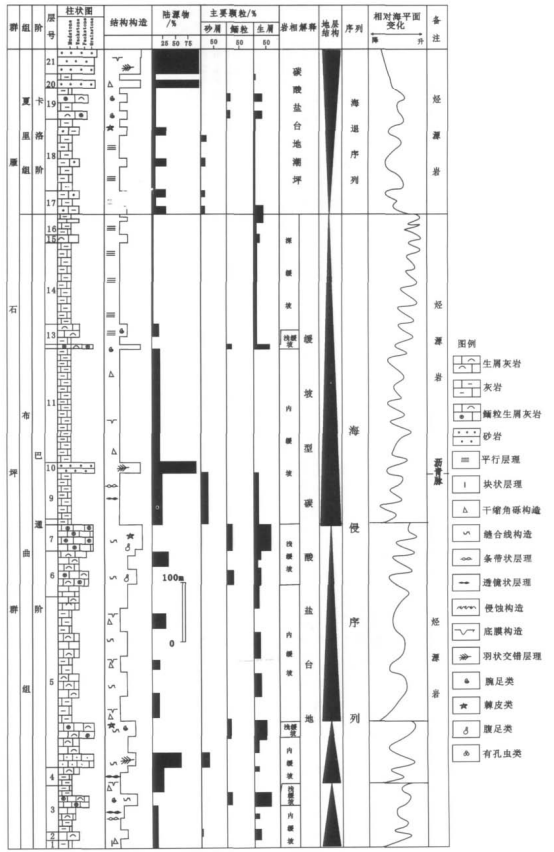 群 组 阶 层号 柱状图 结构构造 陆源物/% 主要颗粒/% 岩相解释 地层结构 序列 相对海平面变化 备注
砂屑 鲕粒 生屑
25 50 75 50 50 50
海 升
雁石坪群
夏里组
布曲组
卡洛阶
巴通阶
21
20
19
18
17
16
15
14
13
11
10
9
7
6
5
4
3
2
1
100m
0
碳酸盐台地潮坪
深缓坡
浅缓坡
内缓坡
浅缓坡
内缓坡
浅缓坡
内缓坡
浅缓坡
内缓坡
缓坡型碳酸盐台地
海退序列
海侵序列
烃源岩
烃源岩
烃源岩
图例
生屑灰岩
灰岩
鲕粒生屑灰岩
砂岩
平行层理
块状层理
干缩角砾构造
缝合线构造
条带状层理
透镜状层理
侵蚀构造
底膜构造
羽状交错层理
腕足类
棘皮类
腹足类
有孔虫类